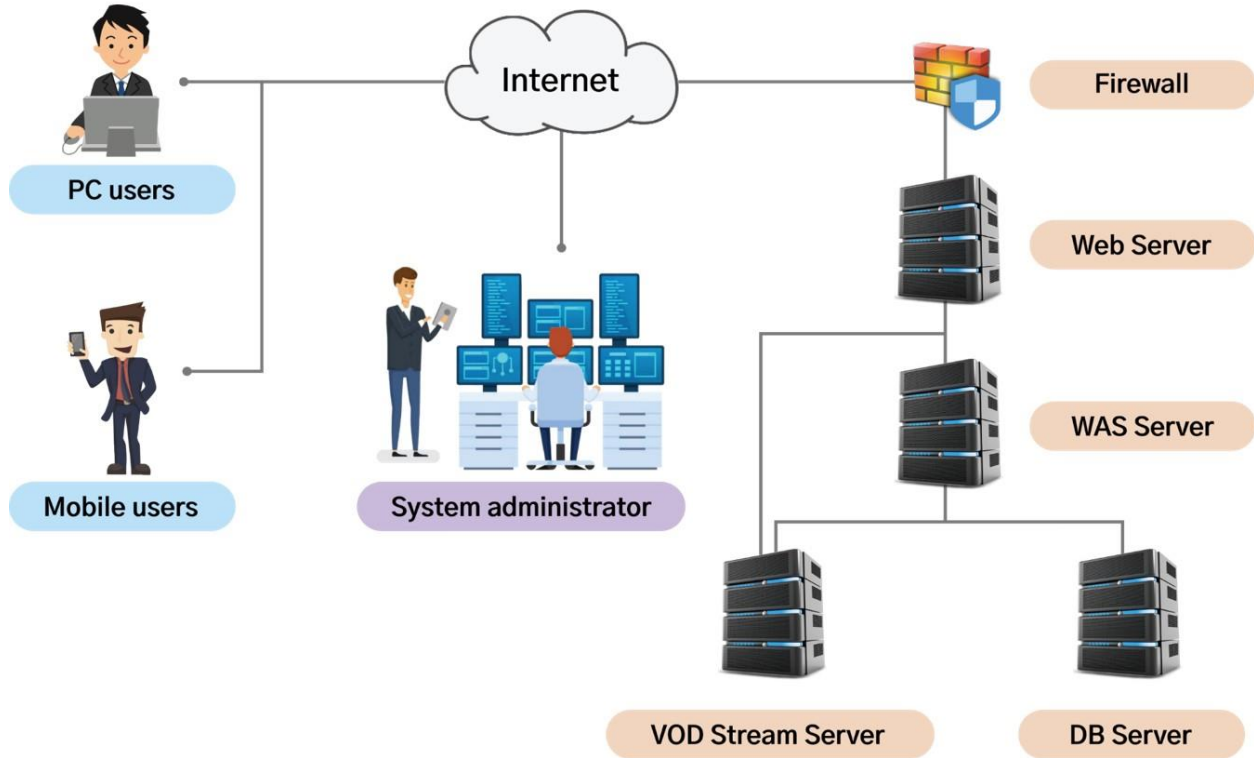 Internet
Firewall
PC users
Web Server
WAS Server
Mobile users
System administrator
VOD Stream Server
DB Server